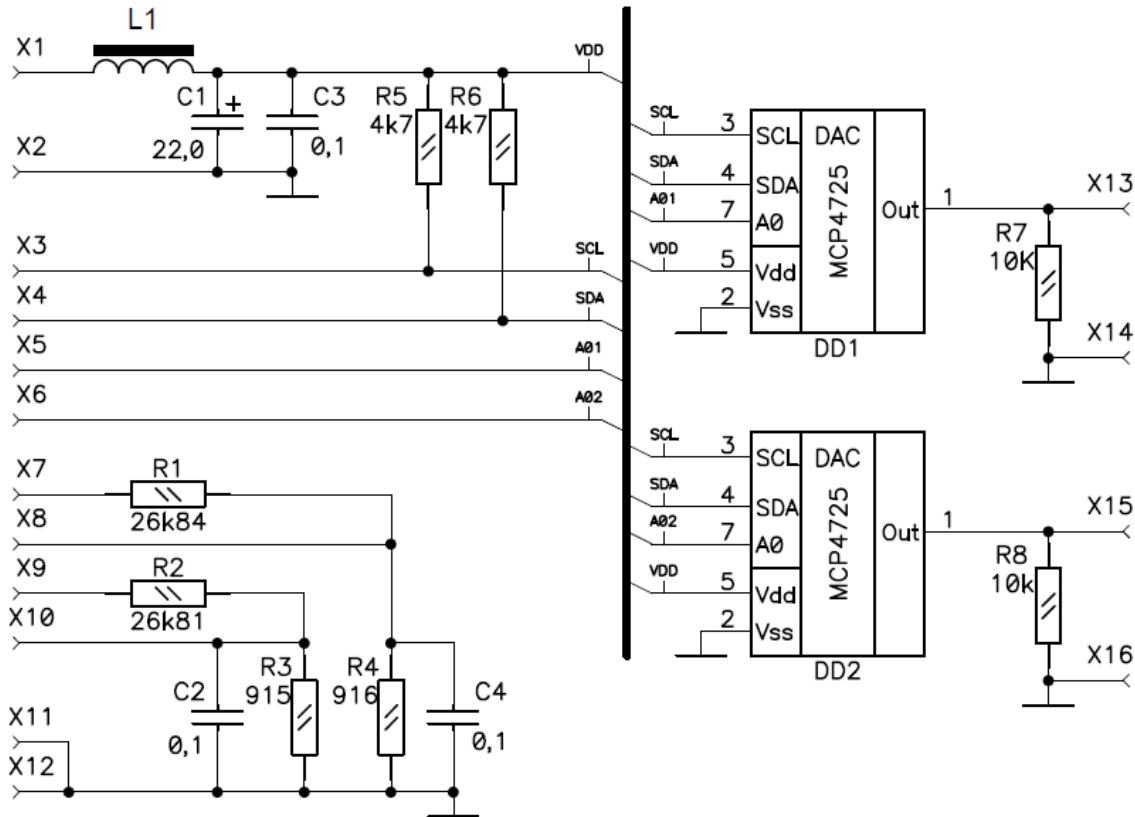 L1
X1
VDD
C1
+
C3
R5
R6
4k7
4k7
22,0
0,1
X2
X3
SCL
X4
SDA
X5
A01
X6
A02
X7
R1
26k84
X8
X9
R2
26k81
X10
R3
915
R4
916
C2
0,1
C4
0,1
X11
X12
SCL
3
SCL
DAC
SDA
4
SDA
A01
7
A0
VDD
5
Vdd
2
Vss
MCP4725
Out
1
DD1
X13
R7
10K
X14
SCL
3
SCL
DAC
SDA
4
SDA
A02
7
A0
VDD
5
Vdd
2
Vss
MCP4725
Out
1
DD2
X15
R8
10k
X16